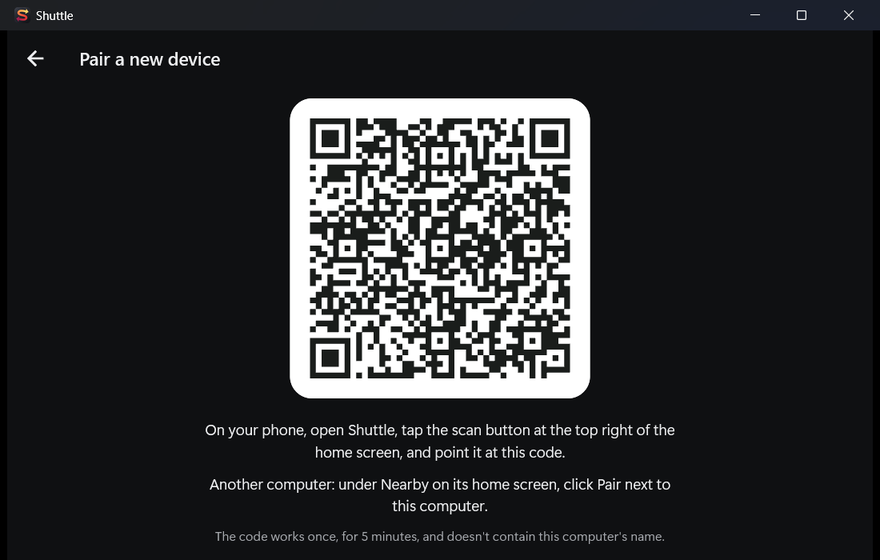 Shuttle
Pair a new device
On your phone, open Shuttle, tap the scan button at the top right of the
home screen, and point it at this code.
Another computer: under Nearby on its home screen, click Pair next to
this computer.
The code works once, for 5 minutes, and doesn't contain this computer's name.